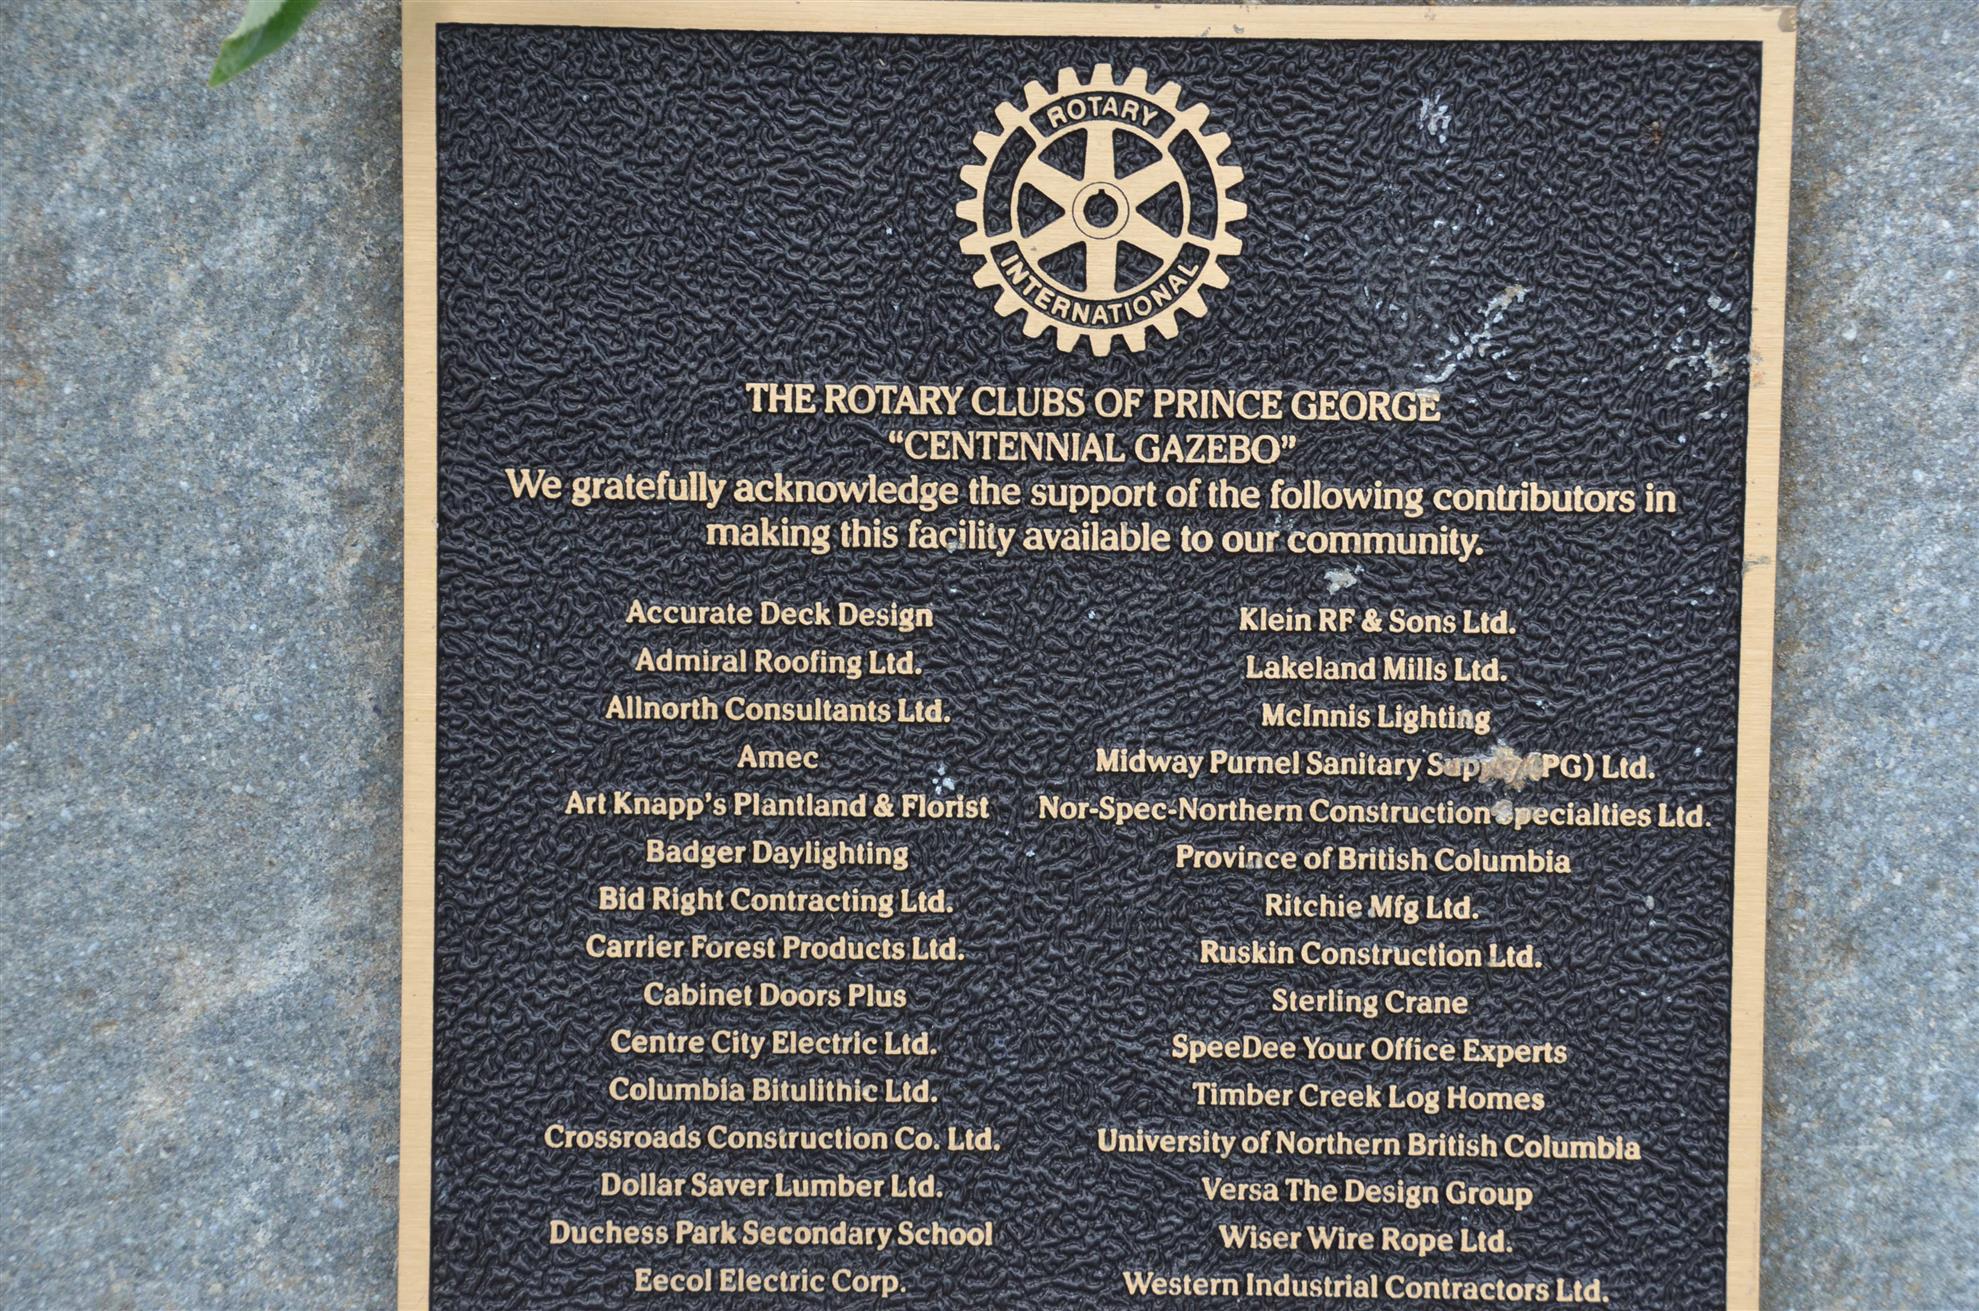 ROTARY
INTERNATIONAL
THE ROTARY CLUBS OF PRINCE GEORGE
“CENTENNIAL GAZEBO”
We gratefully acknowledge the support of the following contributors in
making this facility available to our community.
Accurate Deck Design
Admiral Roofing Ltd.
Allnorth Consultants Ltd.
Amec
Art Knapp's Plantland & Florist
Badger Daylighting
Bid Right Contracting Ltd.
Carrier Forest Products Ltd.
Cabinet Doors Plus
Centre City Electric Ltd.
Columbia Bitulithic Ltd.
Crossroads Construction Co. Ltd.
Dollar Saver Lumber Ltd.
Duchess Park Secondary School
Eecol Electric Corp.
Klein RF & Sons Ltd.
Lakeland Mills Ltd.
McInnis Lighting
Midway Purnel Sanitary Supply (PG) Ltd.
Nor-Spec-Northern Construction Specialties Ltd.
Province of British Columbia
Ritchie Mfg Ltd.
Ruskin Construction Ltd.
Sterling Crane
SpeeDee Your Office Experts
Timber Creek Log Homes
University of Northern British Columbia
Versa The Design Group
Wiser Wire Rope Ltd.
Western Industrial Contractors Ltd.